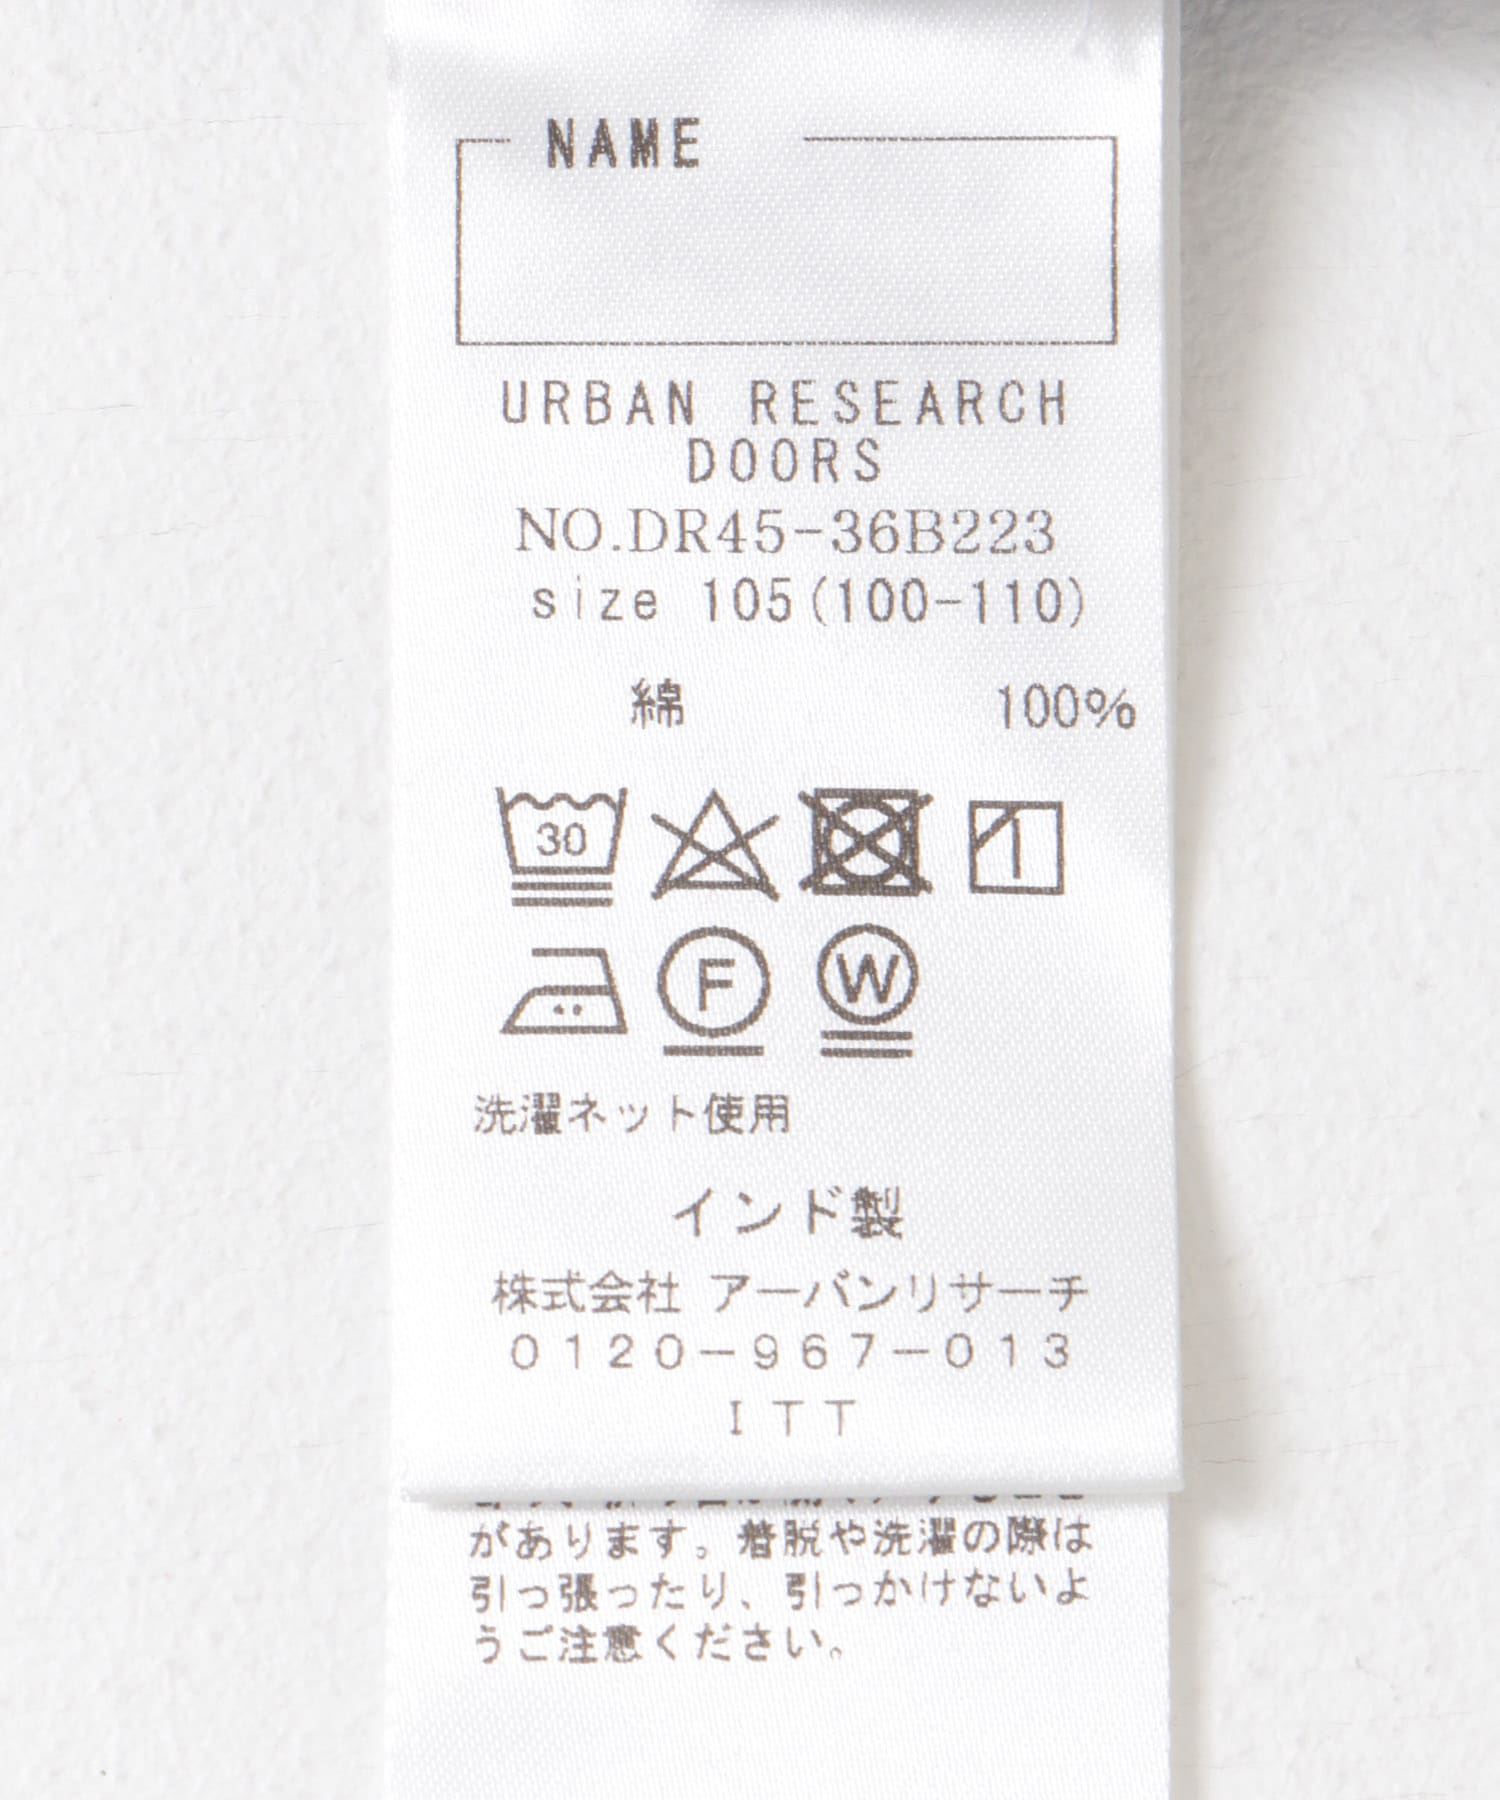 NAME
URBAN RESEARCH
DOORS
NO.DR45-36B223
size 105(100-110)
綿 100%
30
F W
洗濯ネット使用
インド製
株式会社 アーバンリサーチ
0120-967-013
ITT
があります。着脱や洗濯の際は
引っ張ったり、引っかけないよ
うご注意ください。